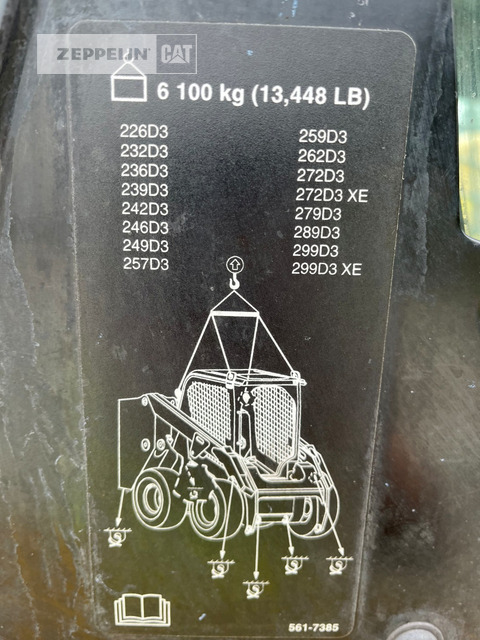 ZEPPELIN CAT
6 100 kg (13,448 LB)
226D3
232D3
236D3
239D3
242D3
246D3
249D3
257D3
259D3
262D3
272D3
272D3 XE
279D3
289D3
299D3
299D3 XE
561-7385